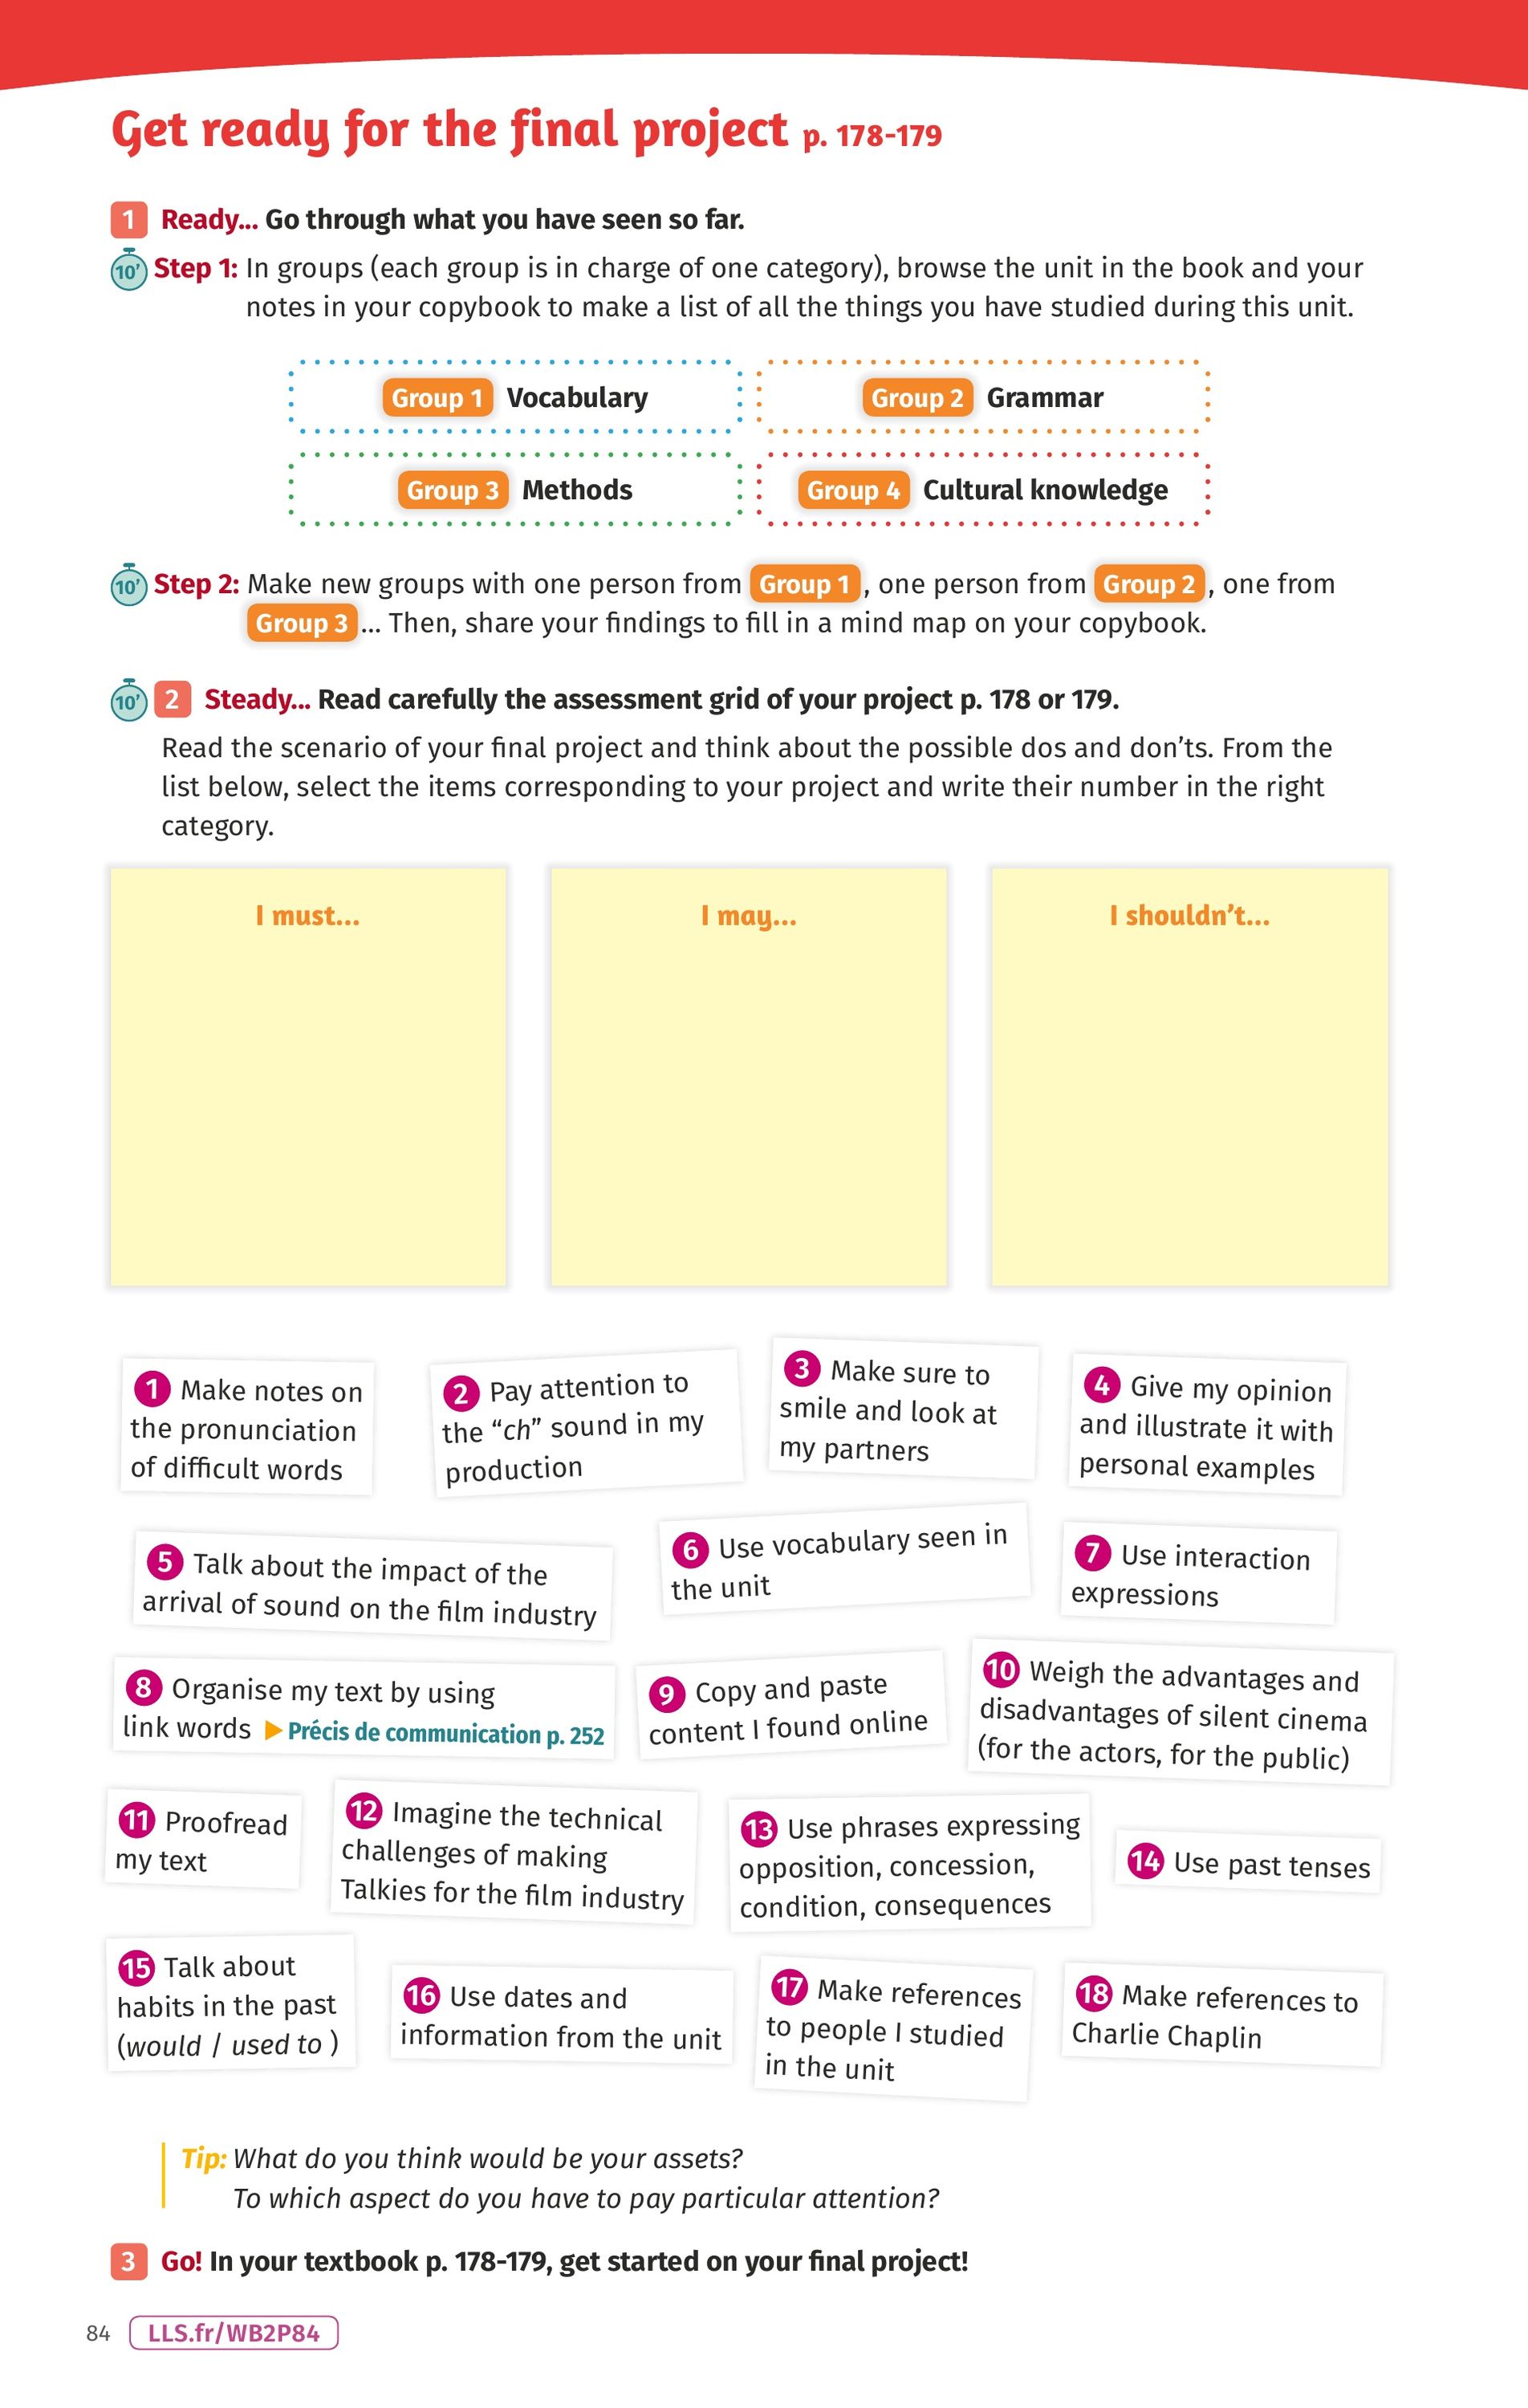 Get ready for the final project p. 178-179
1 Ready... Go through what you have seen so far.
10' Step 1: In groups (each group is in charge of one category), browse the unit in the book and your
notes in your copybook to make a list of all the things you have studied during this unit.
Group 1 Vocabulary
Group 2 Grammar
Group 3 Methods
Group 4 Cultural knowledge
10' Step 2: Make new groups with one person from Group 1, one person from Group 2, one from
Group 3... Then, share your findings to fill in a mind map on your copybook.
10' 2 Steady... Read carefully the assessment grid of your project p. 178 or 179.
Read the scenario of your final project and think about the possible dos and don'ts. From the
list below, select the items corresponding to your project and write their number in the right
category.
I must...
I may...
I shouldn't...
1 Make notes on
the pronunciation
of difficult words
2 Pay attention to
the "ch" sound in my
production
3 Make sure to
smile and look at
my partners
4 Give my opinion
and illustrate it with
personal examples
5 Talk about the impact of the
arrival of sound on the film industry
6 Use vocabulary seen in
the unit
7 Use interaction
expressions
8 Organise my text by using
link words ▶ Précis de communication p. 252
9 Copy and paste
content I found online
10 Weigh the advantages and
disadvantages of silent cinema
(for the actors, for the public)
11 Proofread
my text
12 Imagine the technical
challenges of making
Talkies for the film industry
13 Use phrases expressing
opposition, concession,
condition, consequences
14 Use past tenses
15 Talk about
habits in the past
(would / used to )
16 Use dates and
information from the unit
17 Make references
to people I studied
in the unit
18 Make references to
Charlie Chaplin
Tip: What do you think would be your assets?
To which aspect do you have to pay particular attention?
3 Go! In your textbook p. 178-179, get started on your final project!
84 LLS.fr/WB2P84